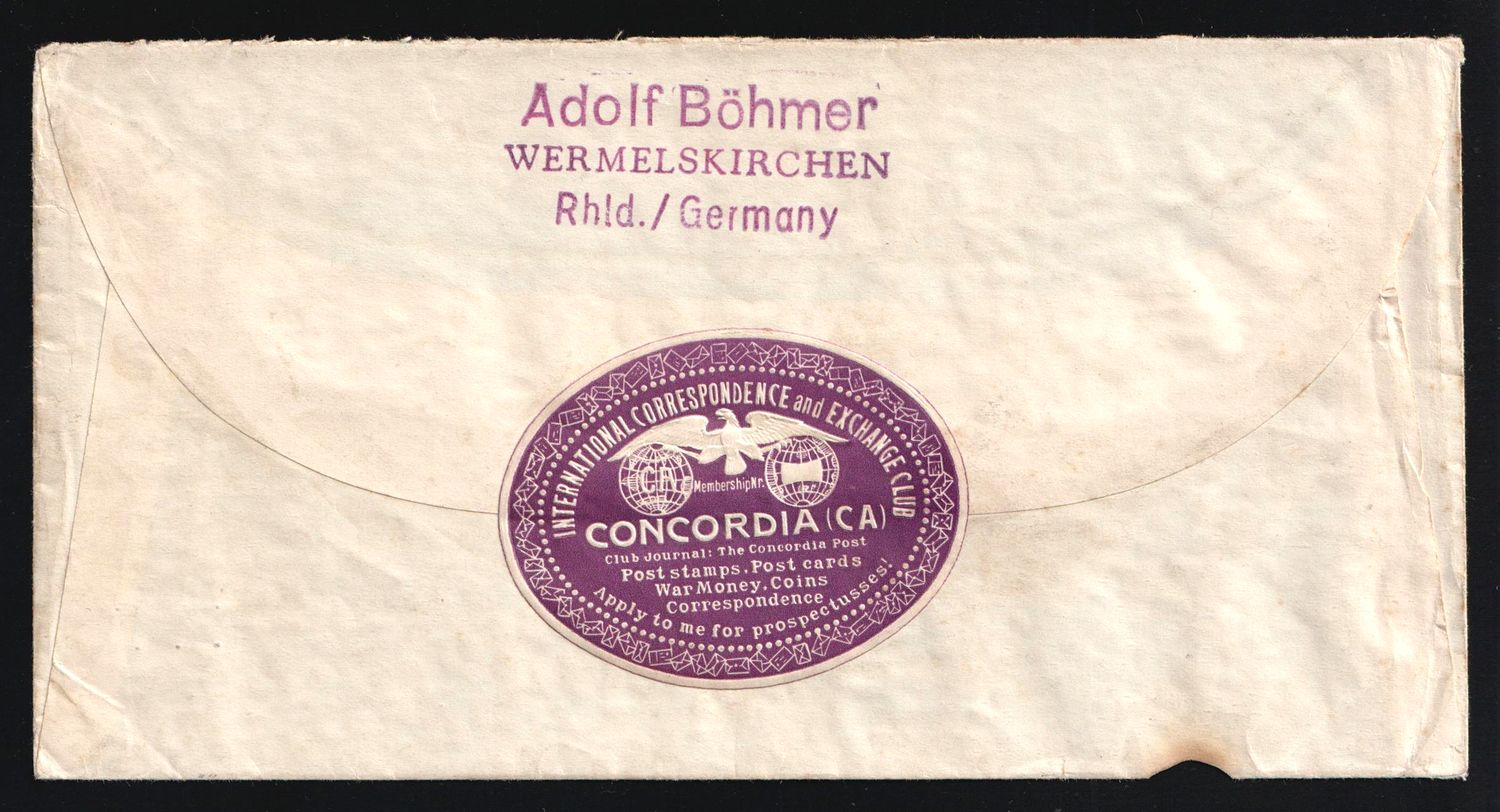 Adolf Böhmer
WERMELSKIRCHEN
Rhld./Germany
INTERNATIONAL CORRESPONDENCE and EXCHANGE CLUB
CA
Membership Nr.
CONCORDIA (CA)
Club Journal: The Concordia Post
Post stamps, Post cards
War Money, Coins
Correspondence
Apply to me for prospectusses!